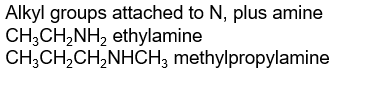 Alkyl groups attached to N, plus amine
CH₃CH₂NH₂ ethylamine
CH₃CH₂CH₂NHCH₃ methylpropylamine